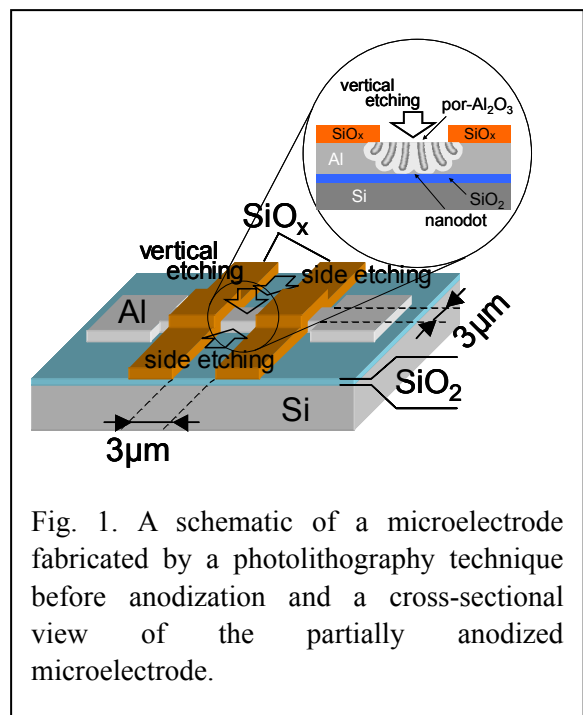 vertical
etching
por-Al₂O₃
SiOₓ
SiOₓ
Al
Si
SiO₂
nanodot
SiOₓ
vertical
etching
side etching
Al
side etching
3µm
SiO₂
Si
3µm
Fig. 1. A schematic of a microelectrode
fabricated by a photolithography technique
before anodization and a cross-sectional
view of the partially anodized
microelectrode.